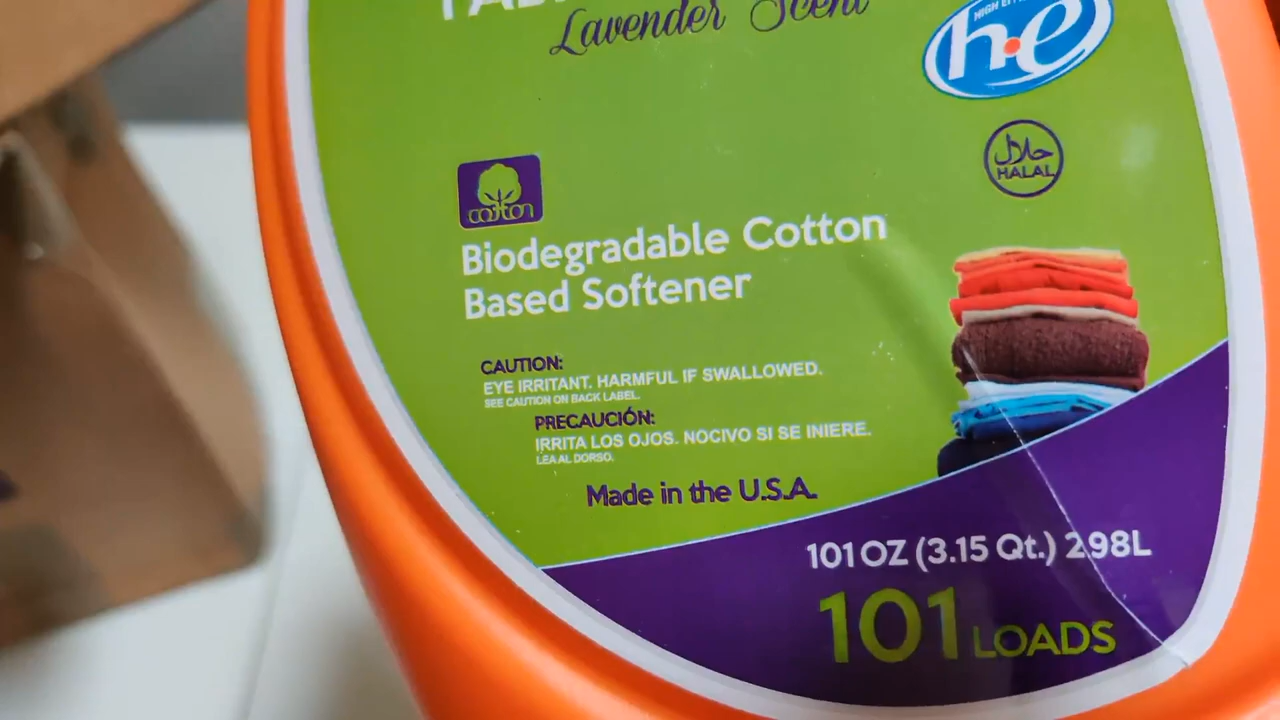 Lavender Scent
HIGH
h·e
cotton
حلال
HALAL
Biodegradable Cotton
Based Softener
CAUTION:
EYE IRRITANT. HARMFUL IF SWALLOWED.
SEE CAUTION ON BACK LABEL.
PRECAUCIÓN:
IRRITA LOS OJOS. NOCIVO SI SE INIERE.
LEA AL DORSO.
Made in the U.S.A.
101 OZ (3.15 Qt.) 2.98L
101 LOADS